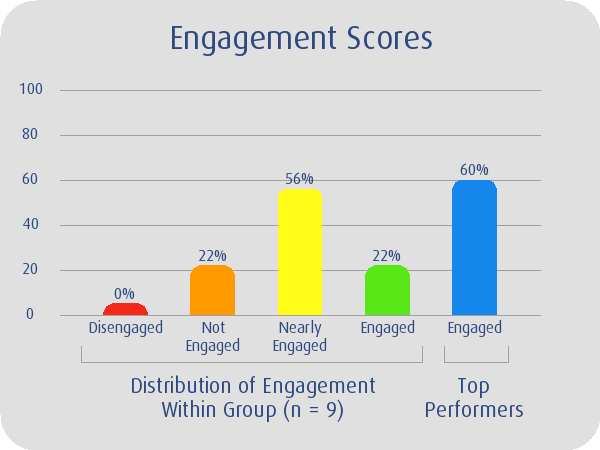 Engagement Scores
100
80
60
40
20
0
0%
22%
56%
22%
60%
Disengaged
Not
Engaged
Nearly
Engaged
Engaged
Engaged
Distribution of Engagement
Within Group (n = 9)
Top
Performers